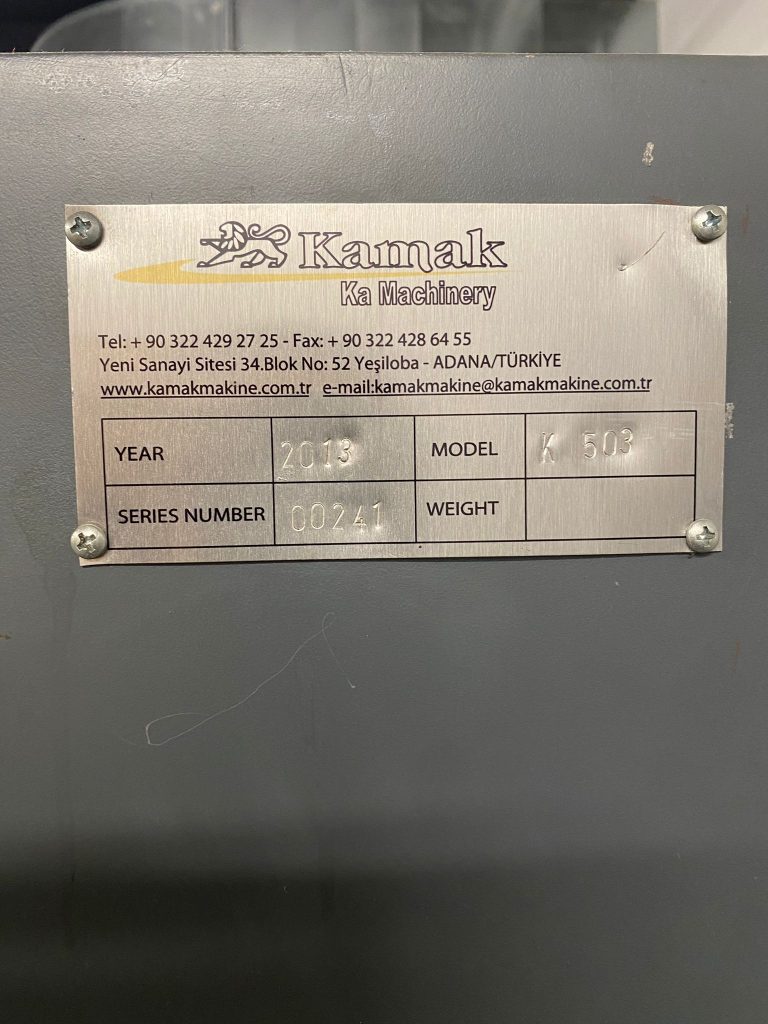 Kamak
Ka Machinery
Tel: + 90 322 429 27 25 - Fax: + 90 322 428 64 55
Yeni Sanayi Sitesi 34.Blok No: 52 Yeşiloba - ADANA/TÜRKİYE
www.kamakmakine.com.tr e-mail:kamakmakine@kamakmakine.com.tr
YEAR 2013 MODEL K 503
SERIES NUMBER 00241 WEIGHT